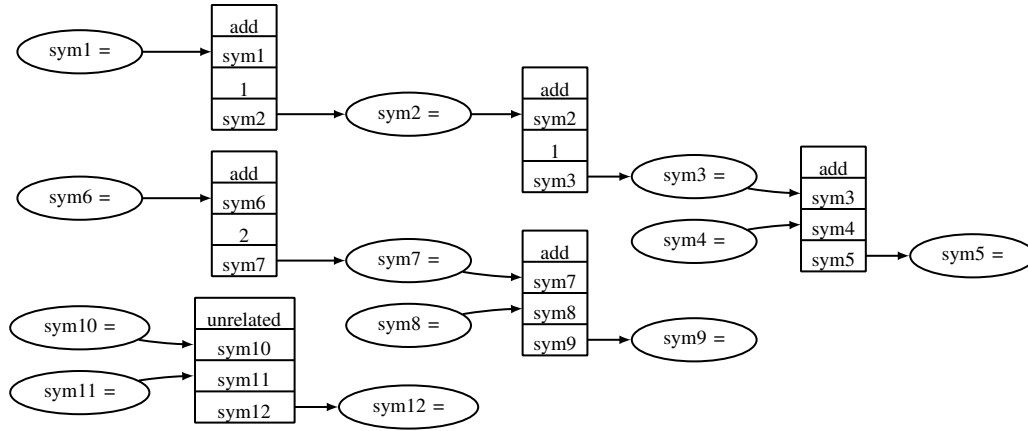 sym1 =
add
sym1
1
sym2
sym2 =
add
sym2
1
sym3
sym3 =
sym4 =
add
sym3
sym4
sym5
sym5 =
sym6 =
add
sym6
2
sym7
sym7 =
sym8 =
add
sym7
sym8
sym9
sym9 =
sym10 =
sym11 =
unrelated
sym10
sym11
sym12
sym12 =